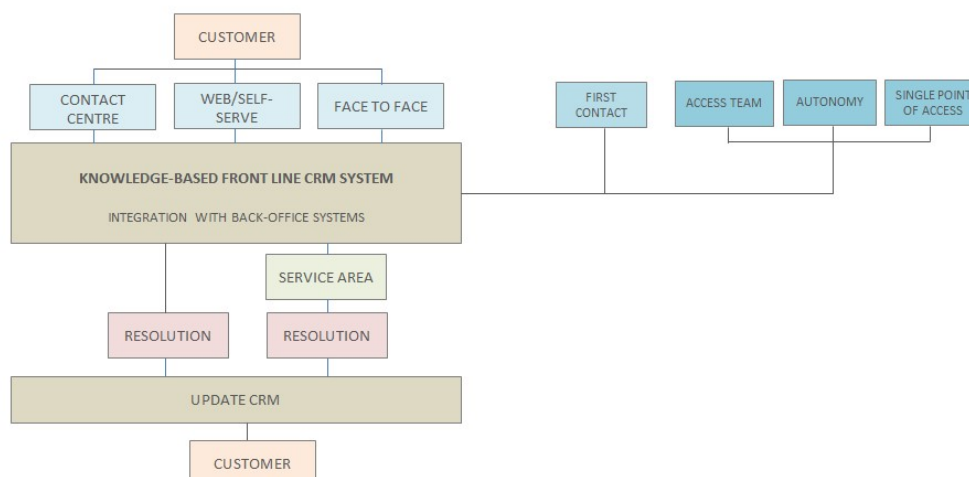 CUSTOMER
CONTACT
CENTRE
WEB/SELF-
SERVE
FACE TO FACE
FIRST
CONTACT
ACCESS TEAM
AUTONOMY
SINGLE POINT
OF ACCESS
KNOWLEDGE-BASED FRONT LINE CRM SYSTEM
INTEGRATION WITH BACK-OFFICE SYSTEMS
SERVICE AREA
RESOLUTION
RESOLUTION
UPDATE CRM
CUSTOMER